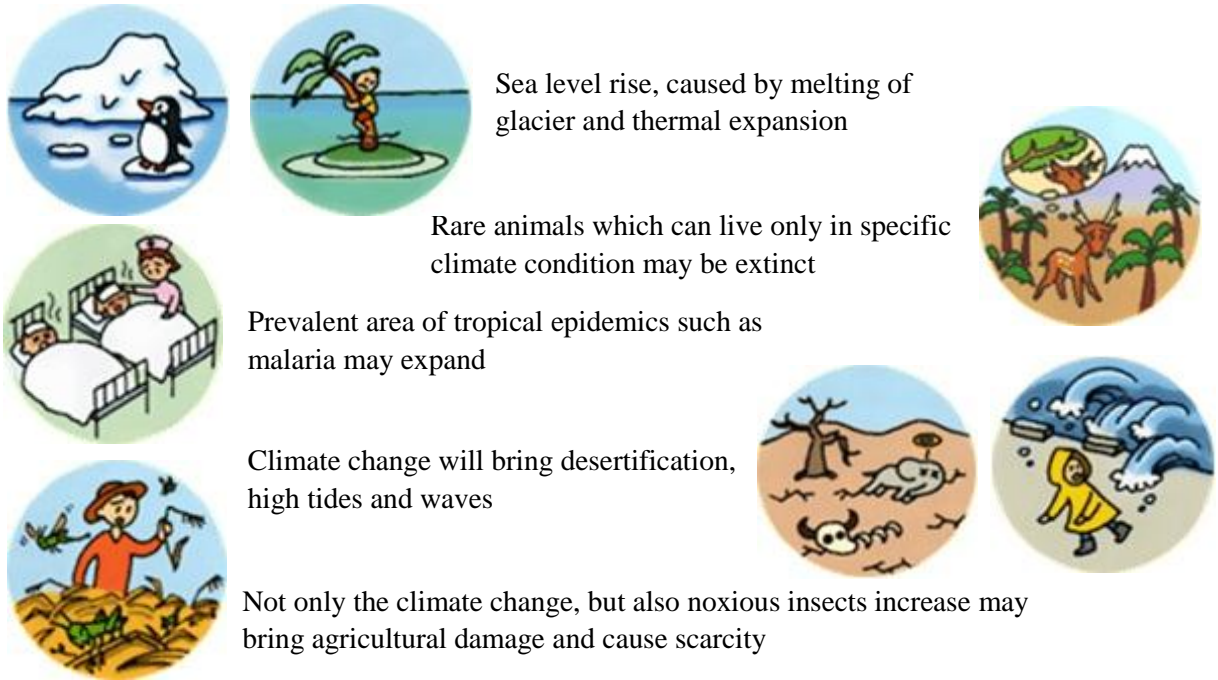 Sea level rise, caused by melting of
glacier and thermal expansion
Rare animals which can live only in specific
climate condition may be extinct
Prevalent area of tropical epidemics such as
malaria may expand
Climate change will bring desertification,
high tides and waves
Not only the climate change, but also noxious insects increase may
bring agricultural damage and cause scarcity